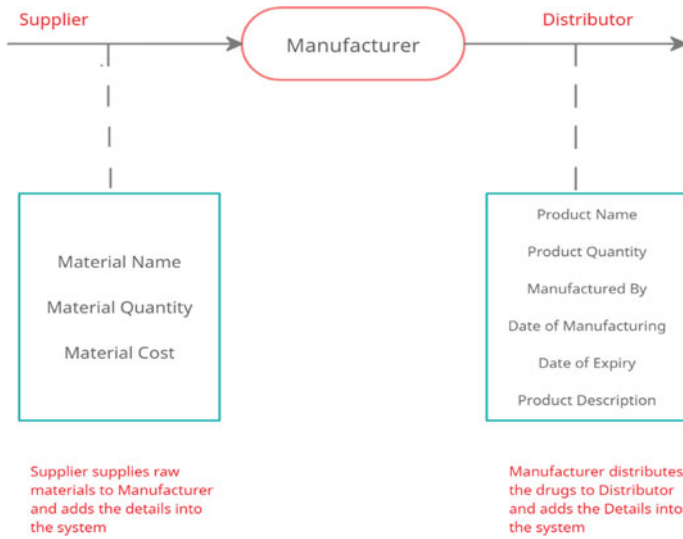 Supplier
Distributor
Manufacturer
Material Name
Material Quantity
Material Cost
Product Name
Product Quantity
Manufactured By
Date of Manufacturing
Date of Expiry
Product Description
Supplier supplies raw
materials to Manufacturer
and adds the details into
the system
Manufacturer distributes
the drugs to Distributor
and adds the Details into
the system